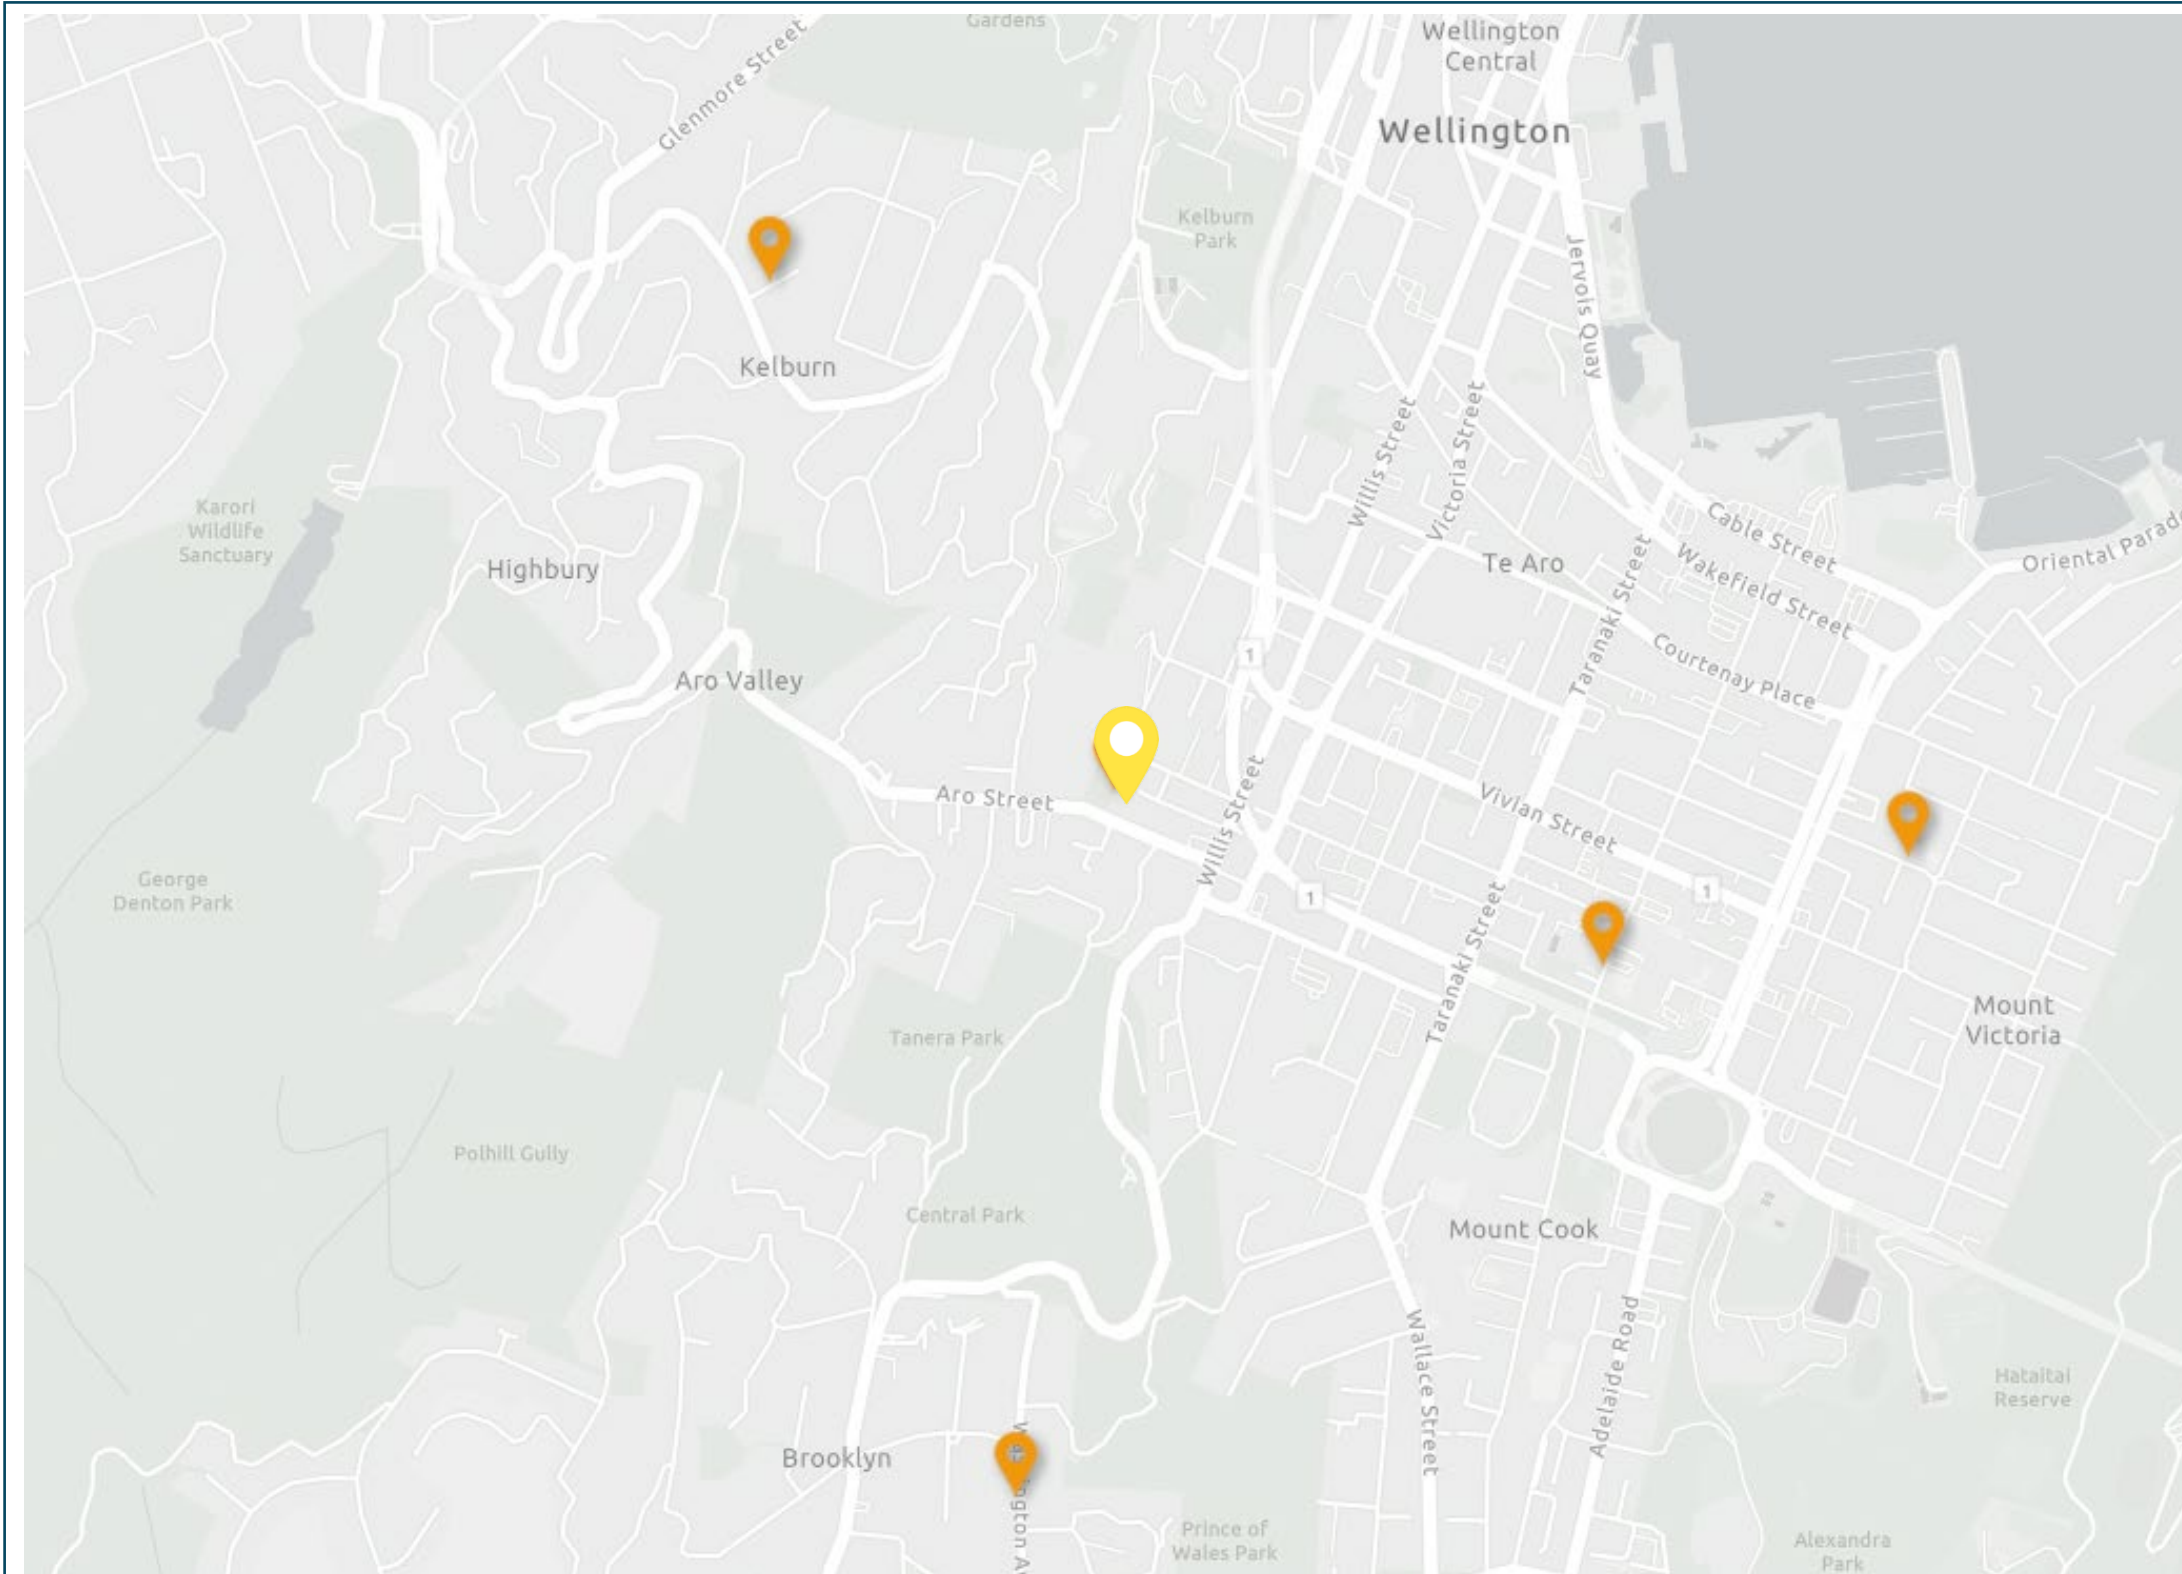 Gardens
Wellington
Central
Glenmore Street
Wellington
Kelburn
Park
Jervois Quay
Kelburn
Willis Street
Victoria Street
Karori
Wildlife
Sanctuary
Highbury
Te Aro
Cable Street
Wakefield Street
Oriental Parade
Taranaki Street
Courtenay Place
1
Aro Valley
Aro Street
Willis Street
Vivian Street
George
Denton Park
1
1
Taranaki Street
Mount
Victoria
Tanera Park
Polhill Gully
Central Park
Mount Cook
Wallace Street
Adelaide Road
Hataitai
Reserve
Brooklyn
Prince of
Wales Park
Alexandra
Park